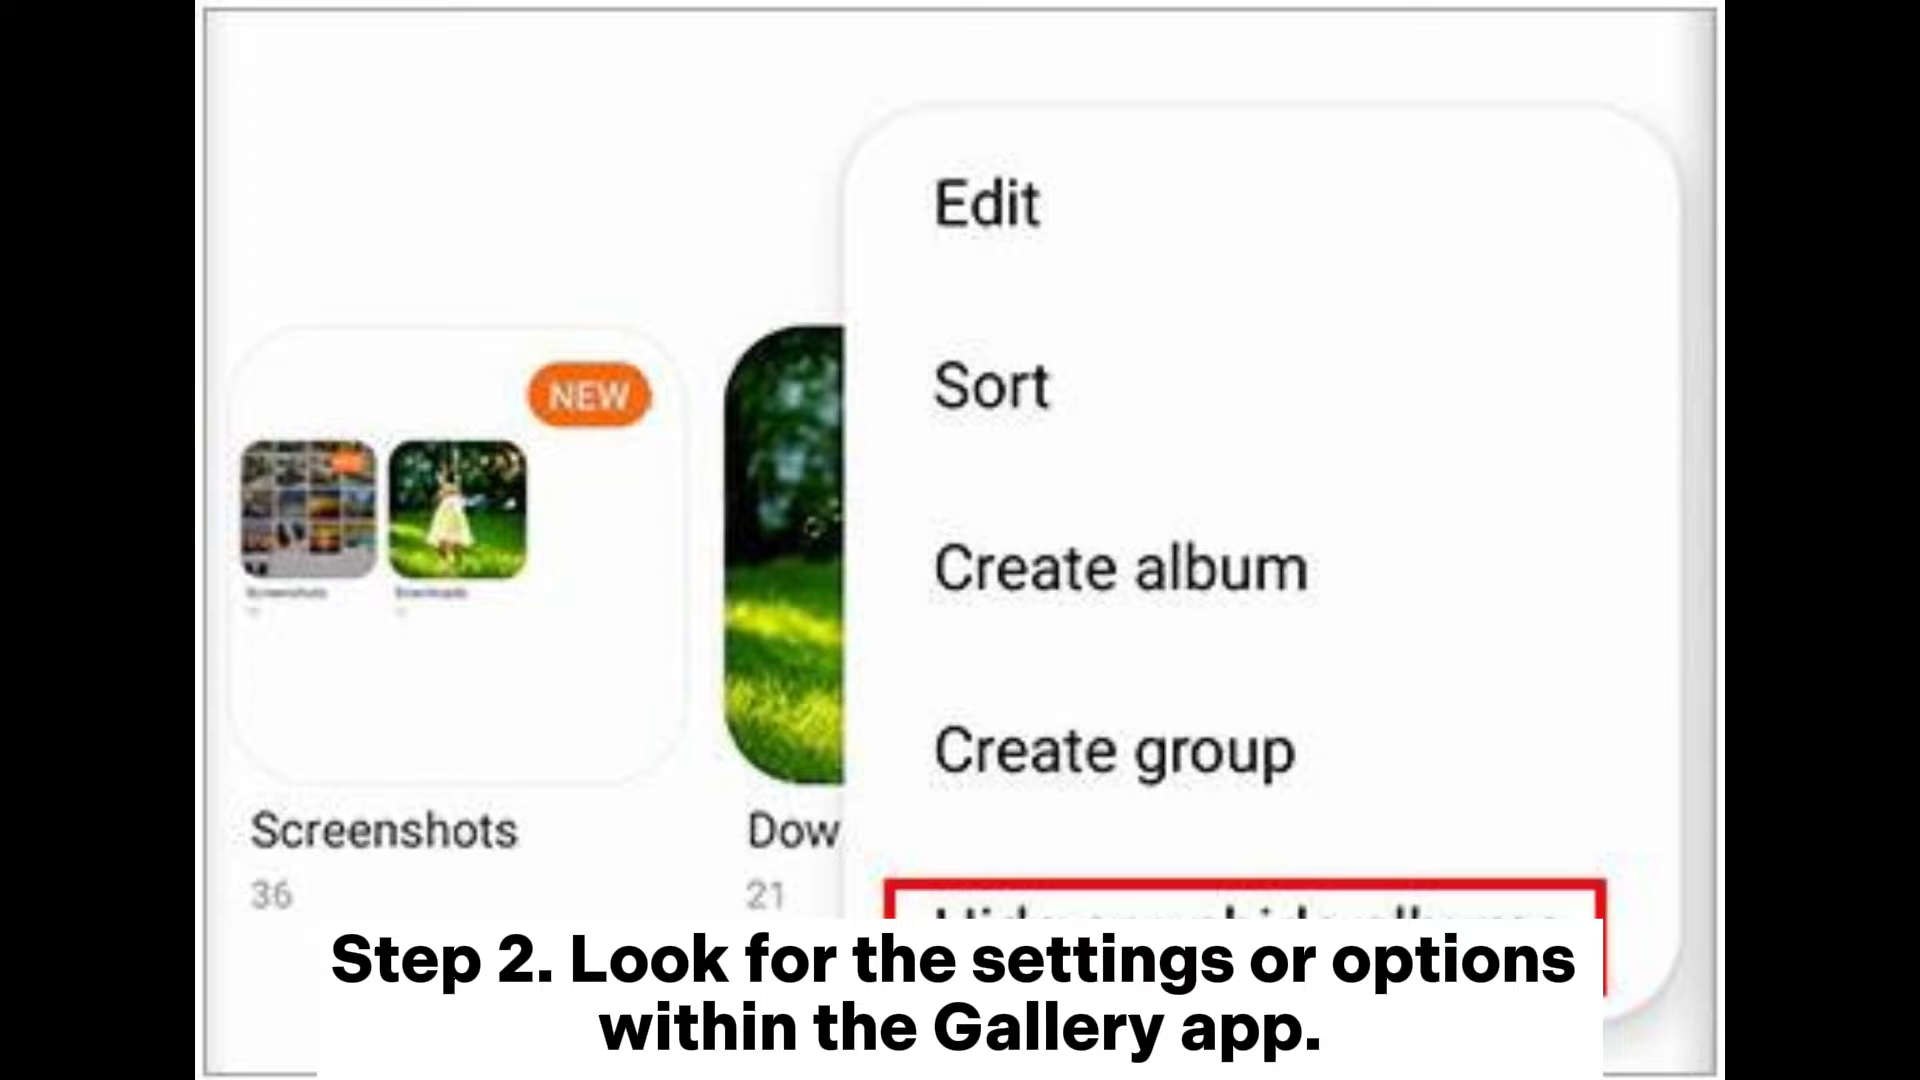 Edit
Sort
Create album
Create group
NEW
Screenshots
36
Dow
21
Step 2. Look for the settings or options
within the Gallery app.